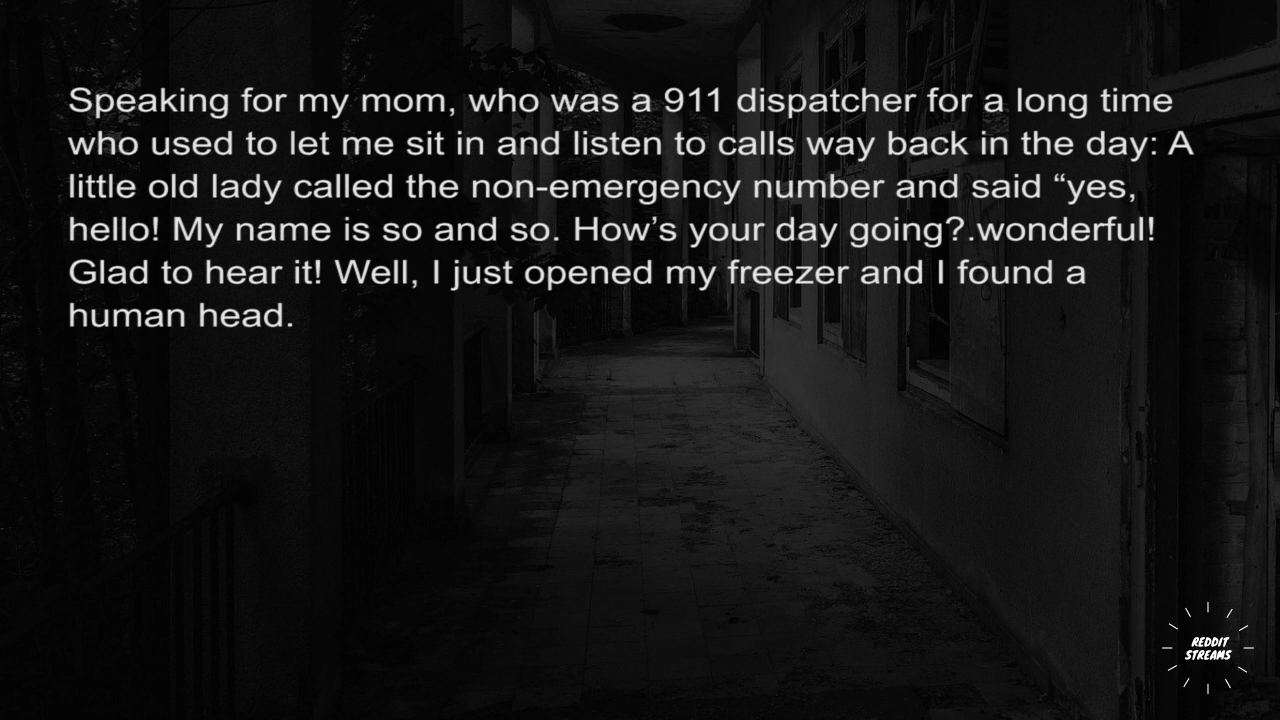 Speaking for my mom, who was a 911 dispatcher for a long time
who used to let me sit in and listen to calls way back in the day: A
little old lady called the non-emergency number and said “yes,
hello! My name is so and so. How’s your day going?.wonderful!
Glad to hear it! Well, I just opened my freezer and I found a
human head.
REDDIT
STREAMS